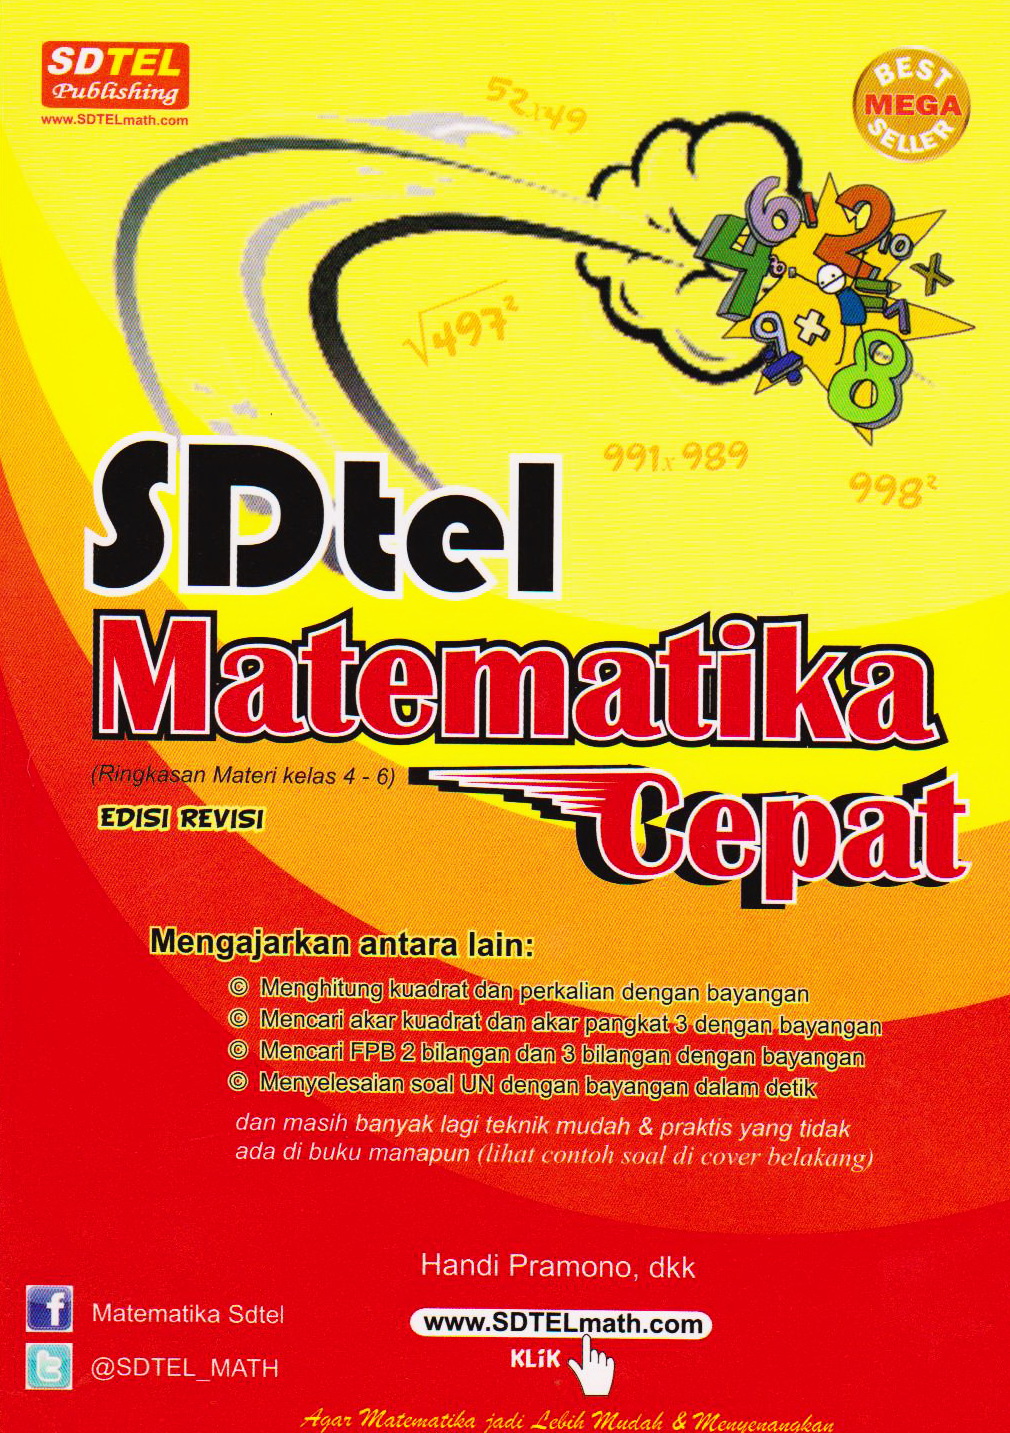 SDTEL
Publishing
www.SDTELmath.com
BEST
MEGA
SELLER
52x49
√497²
991x989
998²
SDtel
Matematika
(Ringkasan Materi kelas 4 - 6)
Cepat
EDISI REVISI
Mengajarkan antara lain:
© Menghitung kuadrat dan perkalian dengan bayangan
© Mencari akar kuadrat dan akar pangkat 3 dengan bayangan
© Mencari FPB 2 bilangan dan 3 bilangan dengan bayangan
© Menyelesaian soal UN dengan bayangan dalam detik
dan masih banyak lagi teknik mudah & praktis yang tidak
ada di buku manapun (lihat contoh soal di cover belakang)
Handi Pramono, dkk
Matematika Sdtel
www.SDTELmath.com
KLiK
@SDTEL_MATH
Agar Matematika jadi Lebih Mudah & Menyenangkan